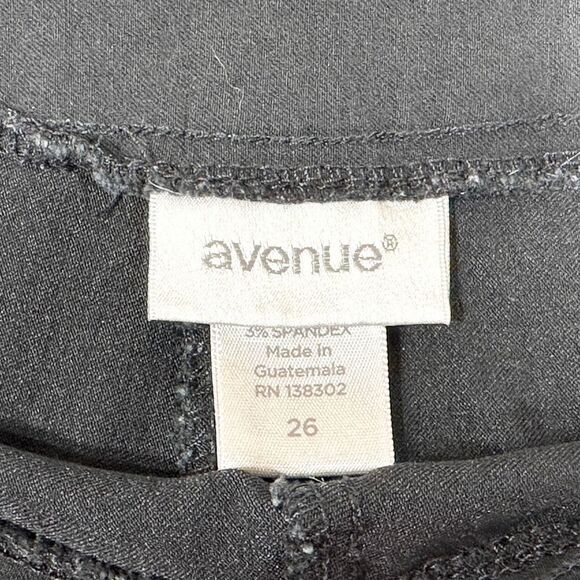 avenue®
3% SPANDEX
Made in
Guatemala
RN 138302
26